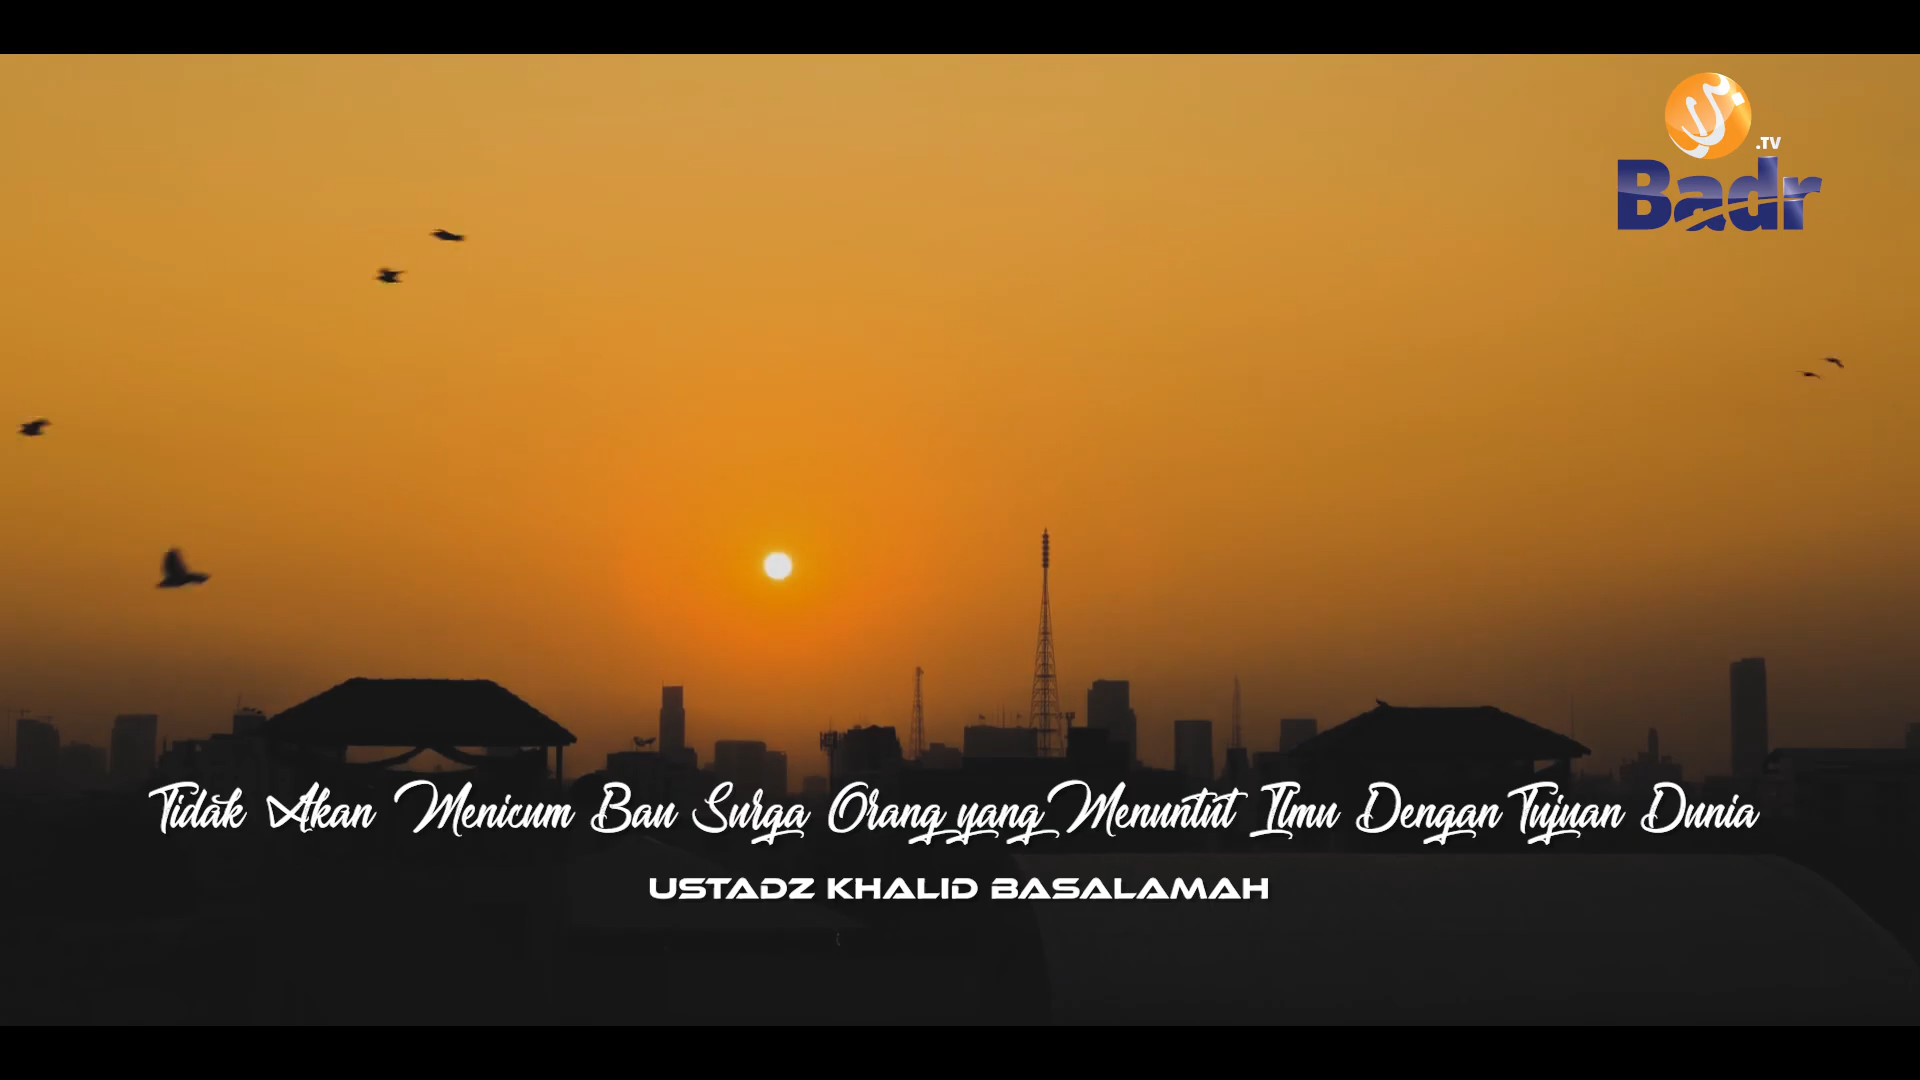 .TV
Badr
Tidak Akan Menicum Bau Surga Orang yang Menuntut Ilmu Dengan Tujuan Dunia
USTADZ KHALID BASALAMAH